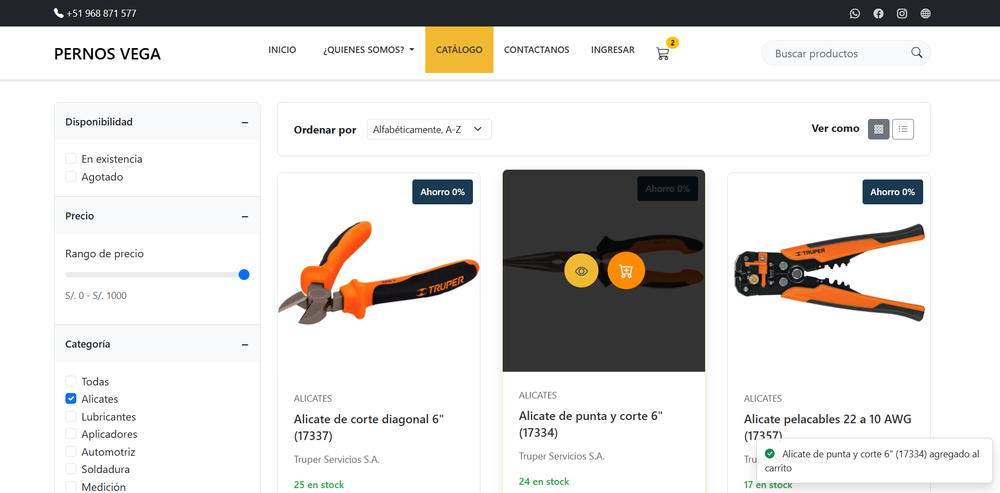 +51 968 871 577
PERNOS VEGA
INICIO
¿QUIENES SOMOS?
CATÁLOGO
CONTACTANOS
INGRESAR
2
Buscar productos
Disponibilidad
En existencia
Agotado
Precio
Rango de precio
S/. 0 - S/. 1000
Categoría
Todas
Alicates
Lubricantes
Aplicadores
Automotriz
Soldadura
Medición
Ordenar por
Alfabéticamente, A-Z
Ver como
Ahorro 0%
TRUPER
1000 V
ALICATES
Alicate de corte diagonal 6"
(17337)
Truper Servicios S.A.
25 en stock
Ahorro 0%
ALICATES
Alicate de punta y corte 6"
(17334)
Truper Servicios S.A.
24 en stock
Ahorro 0%
TRUPER
ALICATES
Alicate pelacables 22 a 10 AWG
(17357)
Truper Servicios S.A.
17 en stock
Alicate de punta y corte 6" (17334) agregado al
carrito